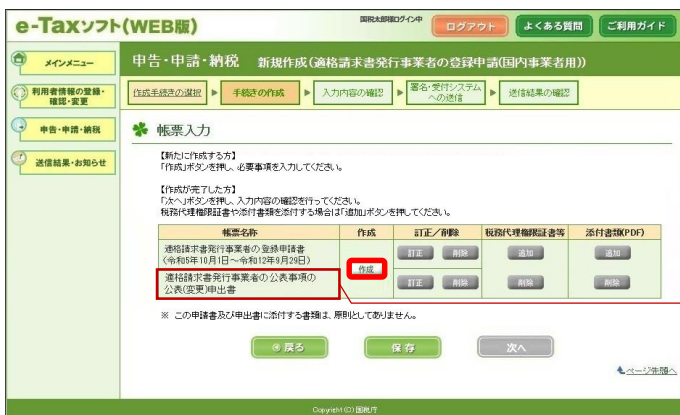 e-Taxソフト(WEB版)
国税太郎様ログイン中
ログアウト
よくある質問
ご利用ガイド
メインメニュー
利用者情報の登録・
確認・変更
申告・申請・納税
送信結果・お知らせ
申告・申請・納税 新規作成(適格請求書発行事業者の登録申請(国内事業者用))
作成手続きの選択
手続きの作成
入力内容の確認
署名・受付システム
への送信
送信結果の確認
帳票入力
【新たに作成する方】
「作成」ボタンを押し、必要事項を入力してください。
【作成が完了した方】
「次へ」ボタンを押し、入力内容の確認を行ってください。
税務代理権限証書や添付書類を添付する場合は「追加」ボタンを押してください。
帳票名称 作成 訂正/削除 税務代理権限証書等 添付書類(PDF)
適格請求書発行事業者の登録申請書
(令和5年10月1日~令和12年9月29日)
作成
訂正 削除 追加 追加
適格請求書発行事業者の公表事項の
公表(変更)申出書
訂正 削除 削除 削除
※ この申請書及び申出書に添付する書類は、原則としてありません。
戻る
保存
次へ
ページ先頭へ
Copyright (C) 国税庁